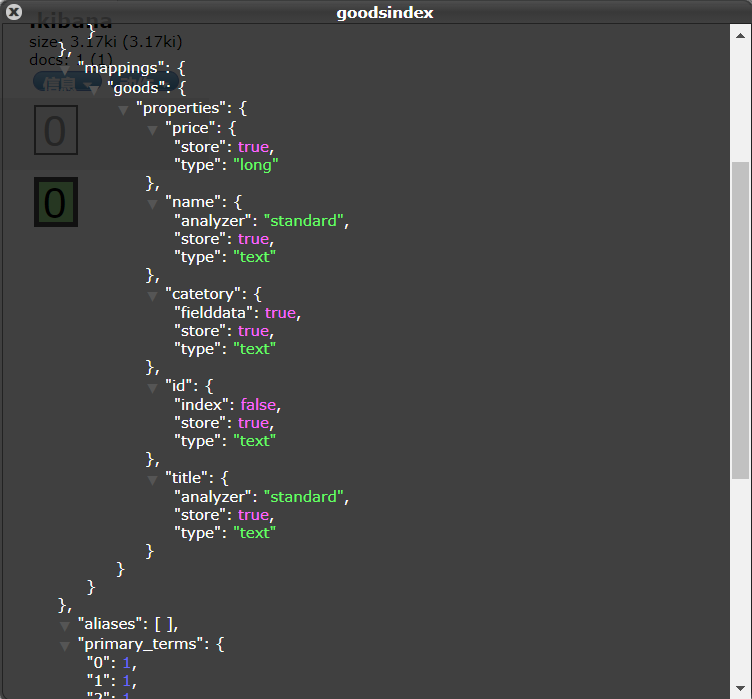 goodsindex
.kibana
}
size: 3.17ki (3.17ki)
},
docs: 1 (1)
"mappings": {
信息
"goods": {
"properties": {
0
"price": {
"store": true,
"type": "long"
},
0
"name": {
"analyzer": "standard",
"store": true,
"type": "text"
},
"catetory": {
"fielddata": true,
"store": true,
"type": "text"
},
"id": {
"index": false,
"store": true,
"type": "text"
},
"title": {
"analyzer": "standard",
"store": true,
"type": "text"
}
}
}
},
"aliases": [ ],
"primary_terms": {
"0": 1,
"1": 1,
"2": 1